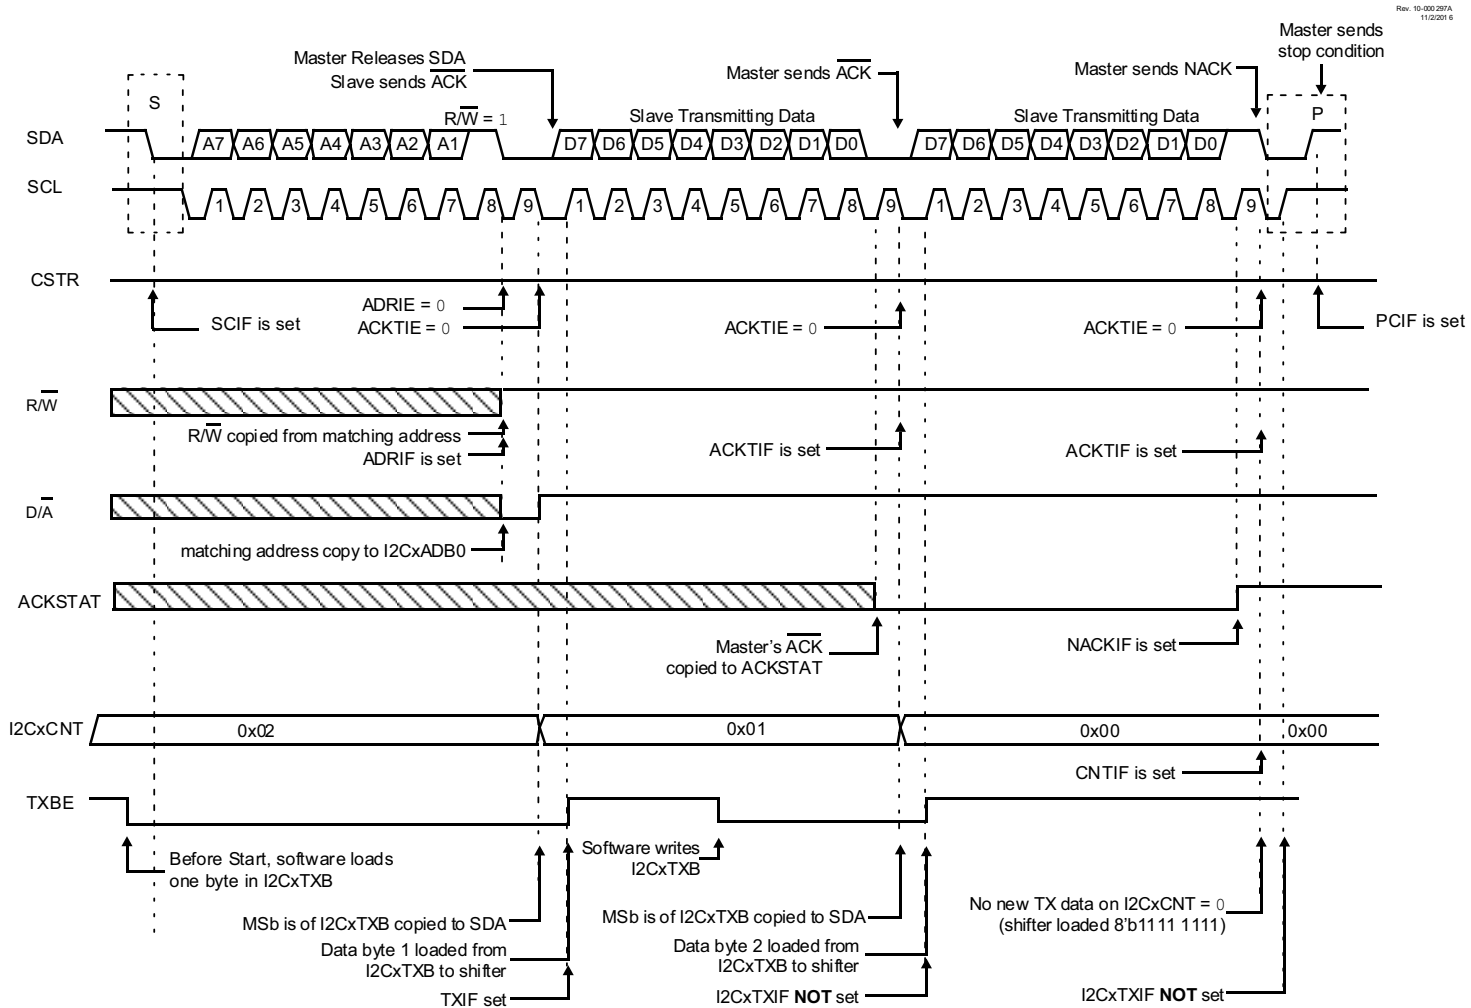 Rev. 10-000297A
11/2/2016
Master sends
stop condition
Master Releases SDA
Slave sends ACK
Master sends ACK
Master sends NACK
S
R/W = 1
Slave Transmitting Data
Slave Transmitting Data
P
SDA
A7 A6 A5 A4 A3 A2 A1
D7 D6 D5 D4 D3 D2 D1 D0
D7 D6 D5 D4 D3 D2 D1 D0
SCL
1 2 3 4 5 6 7 8 9
1 2 3 4 5 6 7 8 9
1 2 3 4 5 6 7 8 9
CSTR
SCIF is set
ADRIE = 0
ACKTIE = 0
ACKTIE = 0
ACKTIE = 0
PCIF is set
R/W
R/W copied from matching address
ADRIF is set
ACKTIF is set
ACKTIF is set
D/A
matching address copy to I2CxADB0
ACKSTAT
Master's ACK
copied to ACKSTAT
NACKIF is set
I2CxCNT
0x02
0x01
0x00
0x00
CNTIF is set
TXBE
Before Start, software loads
one byte in I2CxTXB
Software writes
I2CxTXB
MSb is of I2CxTXB copied to SDA
Data byte 1 loaded from
I2CxTXB to shifter
TXIF set
MSb is of I2CxTXB copied to SDA
Data byte 2 loaded from
I2CxTXB to shifter
I2CxTXIF NOT set
No new TX data on I2CxCNT = 0
(shifter loaded 8'b1111 1111)
I2CxTXIF NOT set